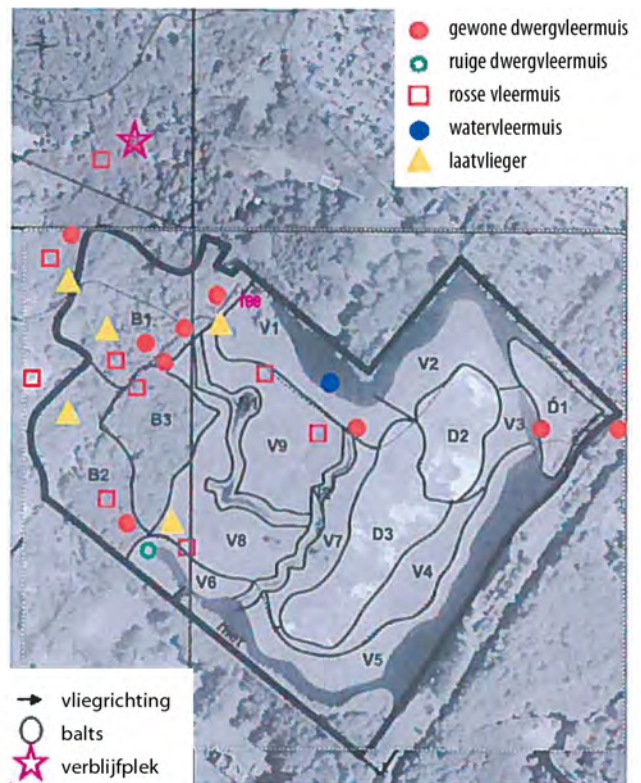 gewone dwergvleermuis
ruige dwergvleermuis
rosse vleermuis
watervleermuis
laatvlieger
ree
B1
V1
V2
D1
B3
V9
D2
V3
B2
V8
V7
D3
V4
V6
V5
vliegrichting
balts
verblijfplek